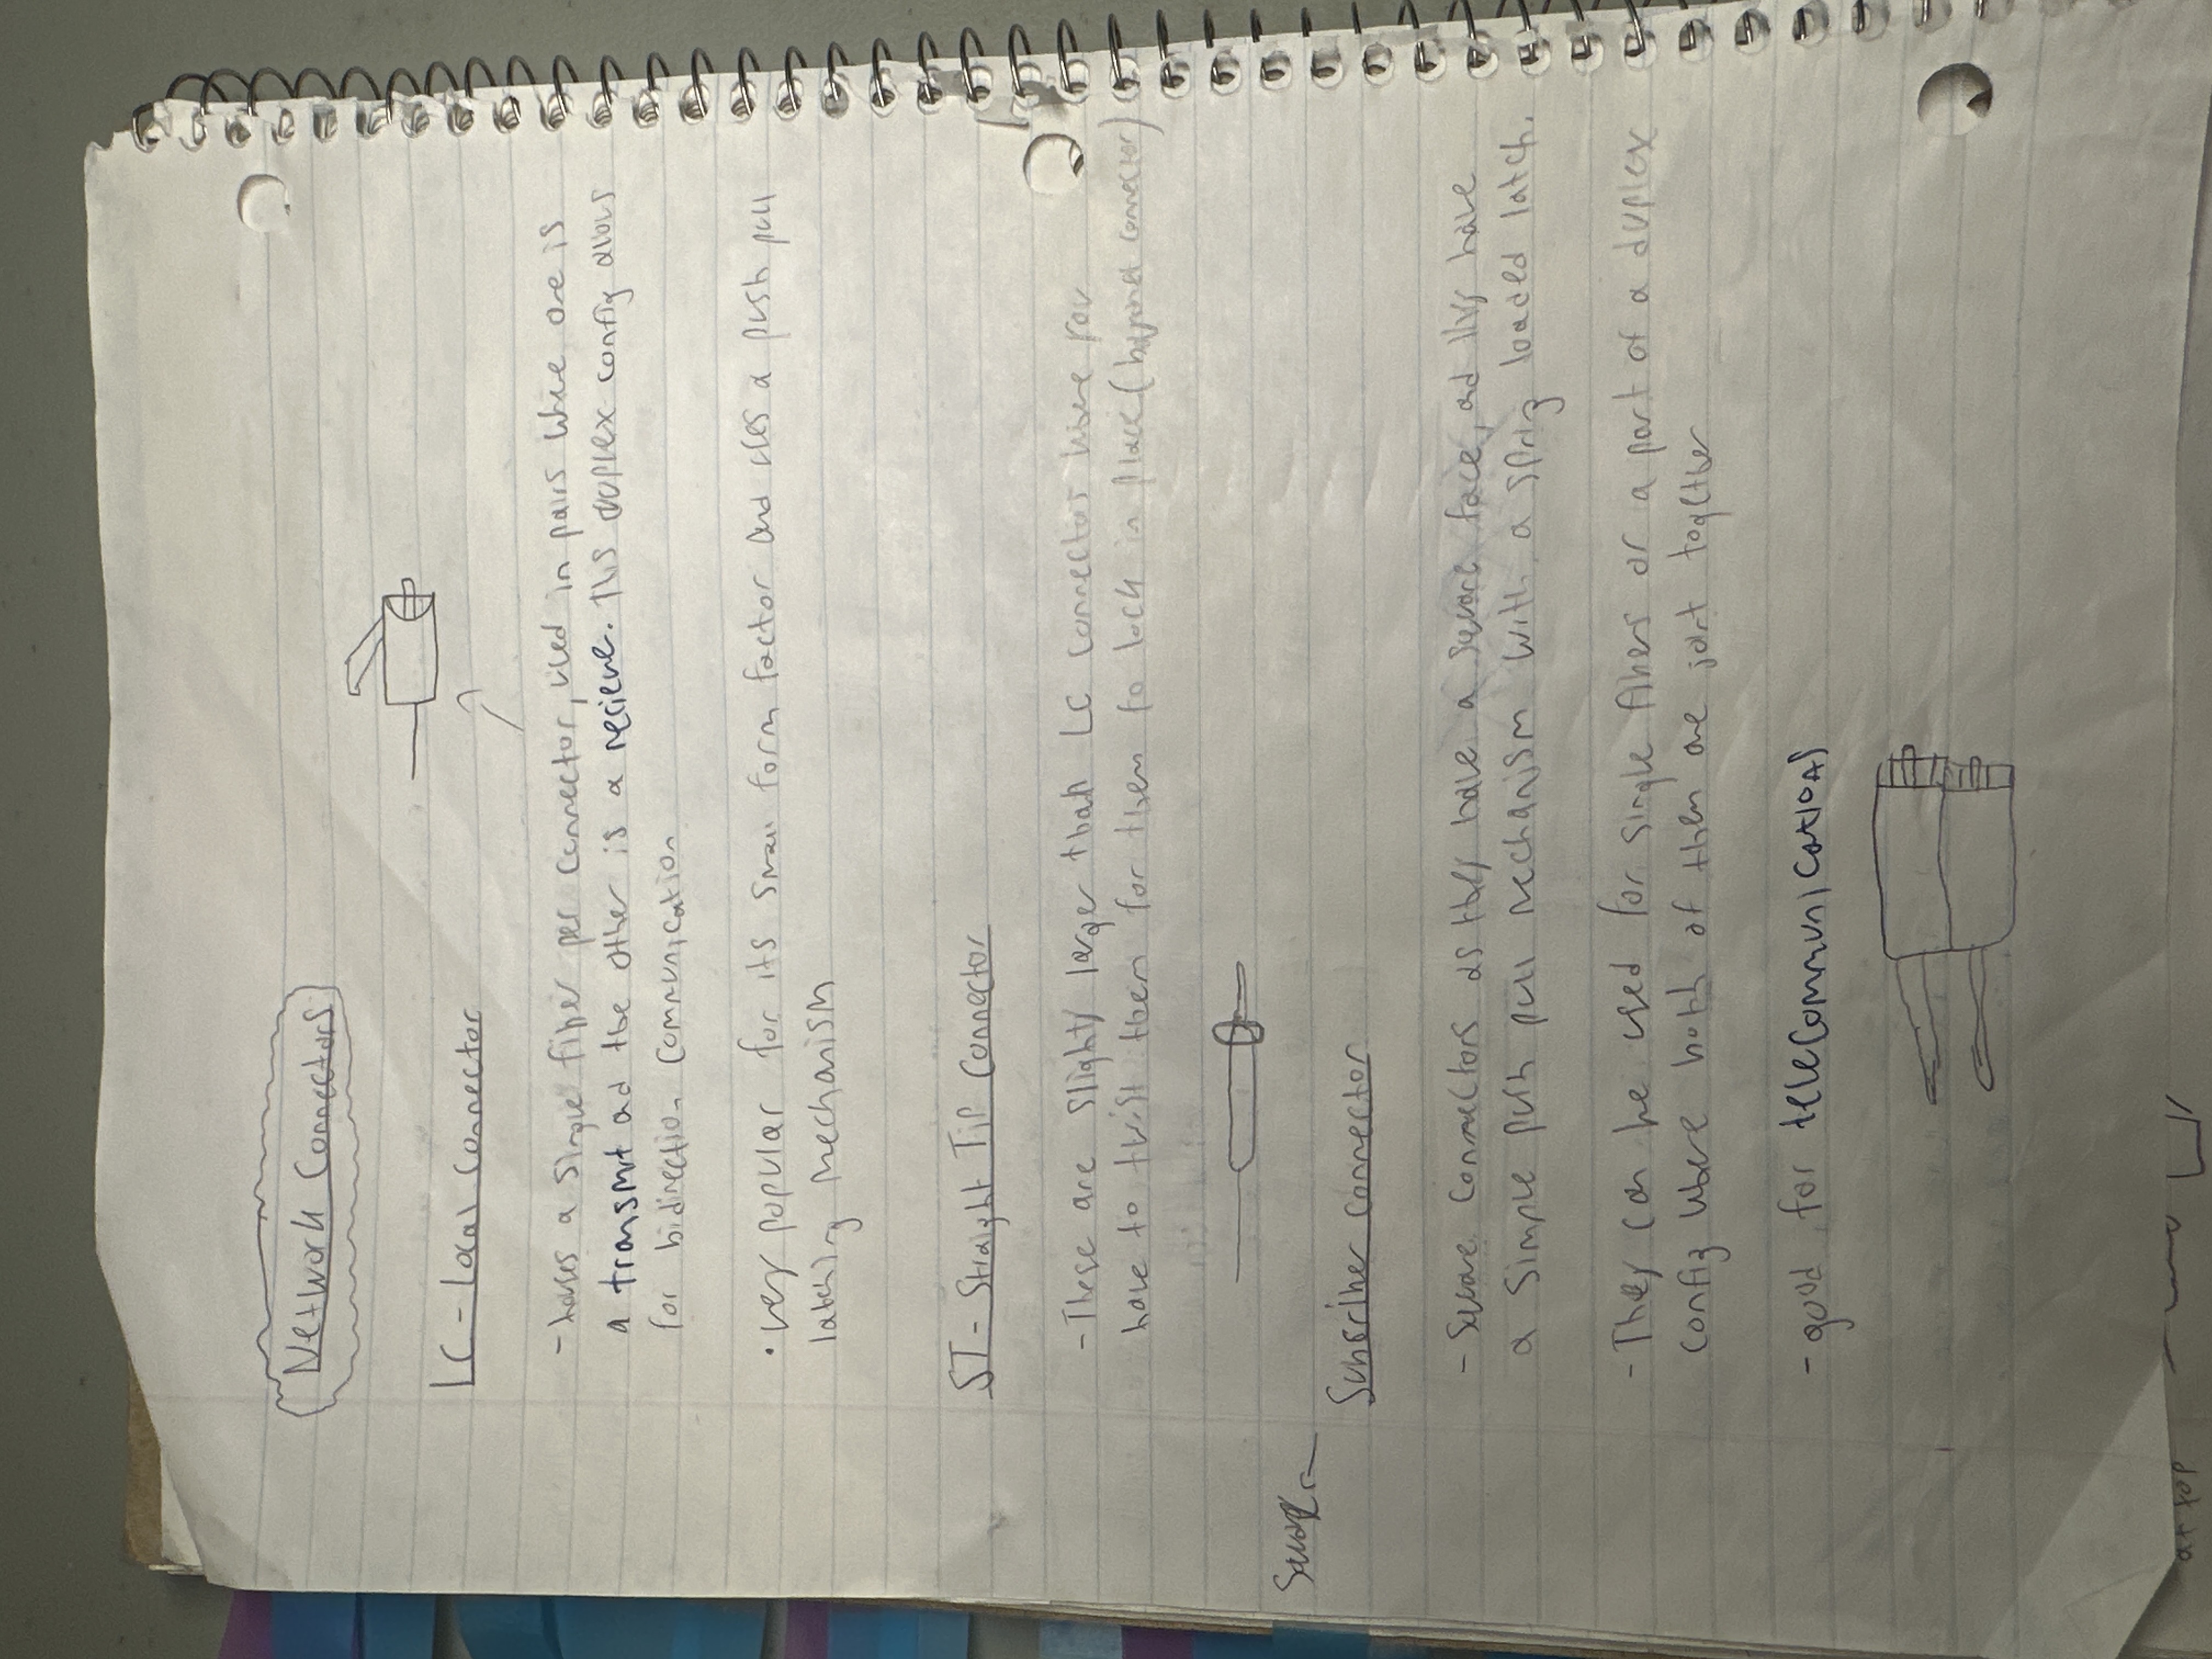 Network Connectors
LC - Local Connector
- houses a single fiber per connector, used in pairs where one is
a transmit and the other is a recieve. This duplex config allows
for bidirection communication
• very popular for its small form factor and uses a push pull
latching mechanism
ST - Straight Tip Connector
- These are slightly larger than LC connectors where you
have to twist them for them to lock in place (bayonet connector)
Square
Subscriber connector
- Square connectors as they have a square face, and they have
a simple push pull mechanism with a spring loaded latch.
- They can be used for single fibers or a part of a duplex
config where both of them are joint together
- good for telecommunications
at top